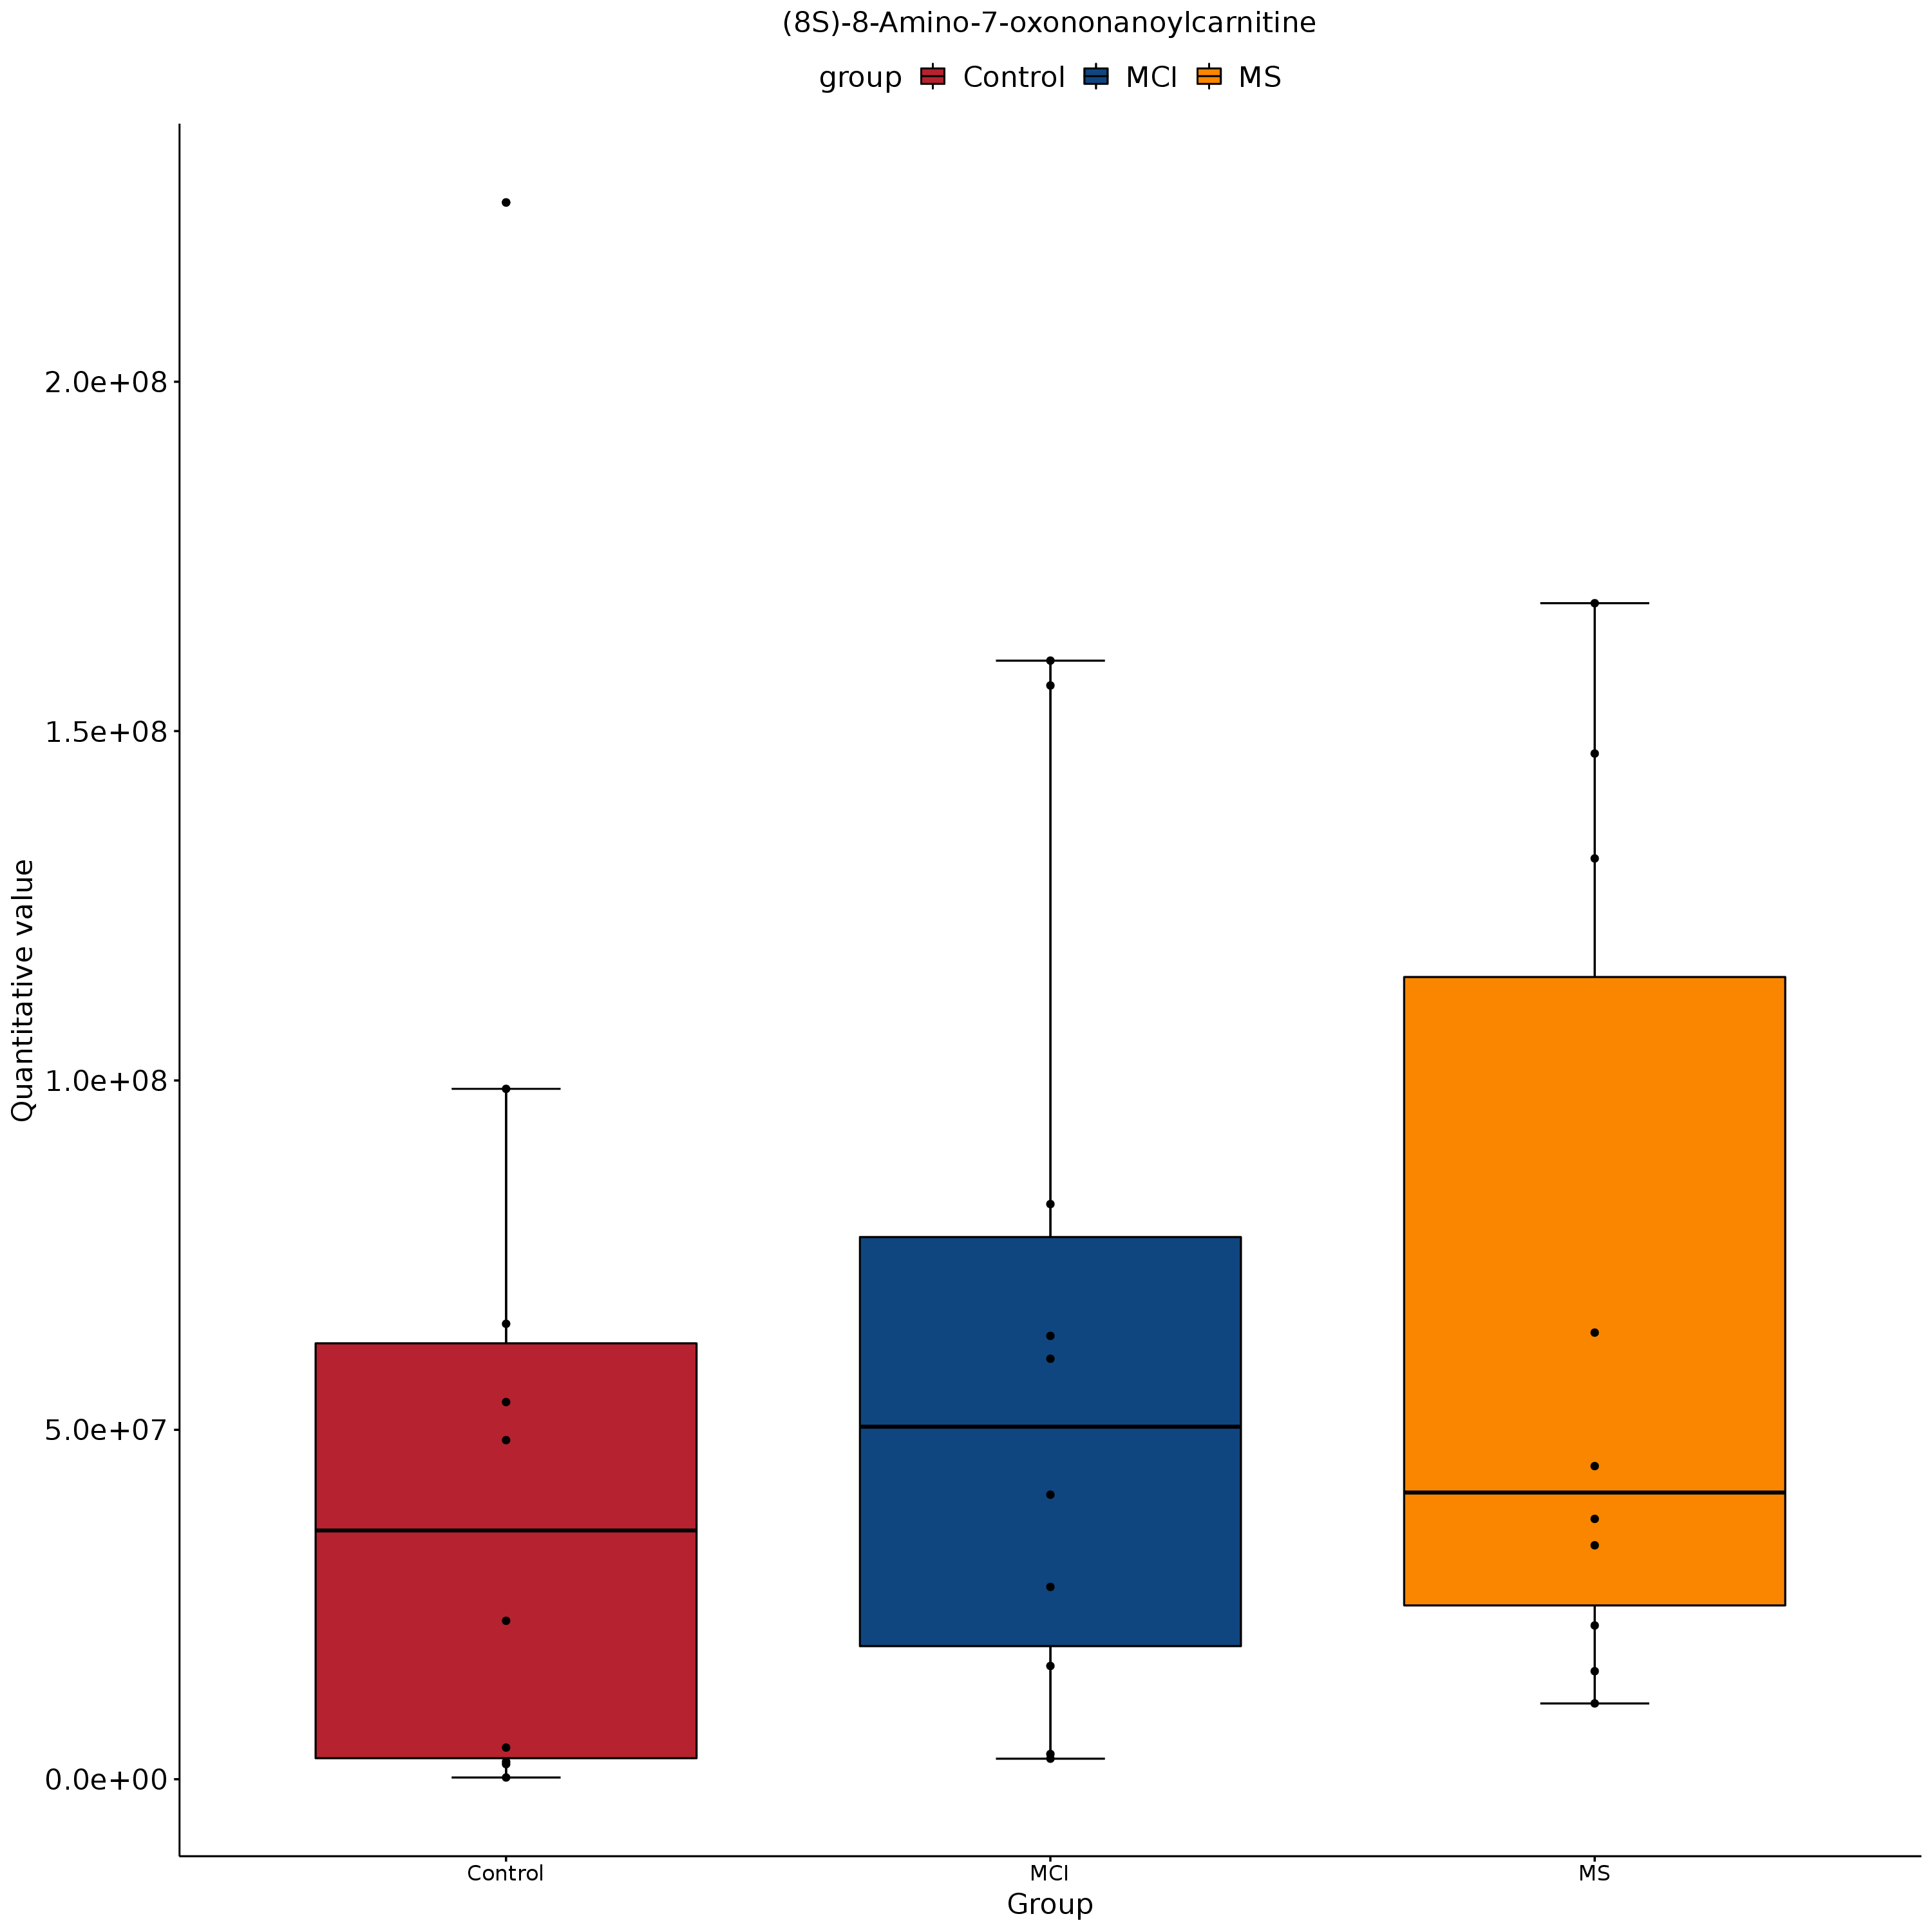 (8S)-8-Amino-7-oxononanoylcarnitine
group Control MCI MS
2.0e+08
1.5e+08
1.0e+08
5.0e+07
0.0e+00
Quantitative value
Control MCI MS
Group